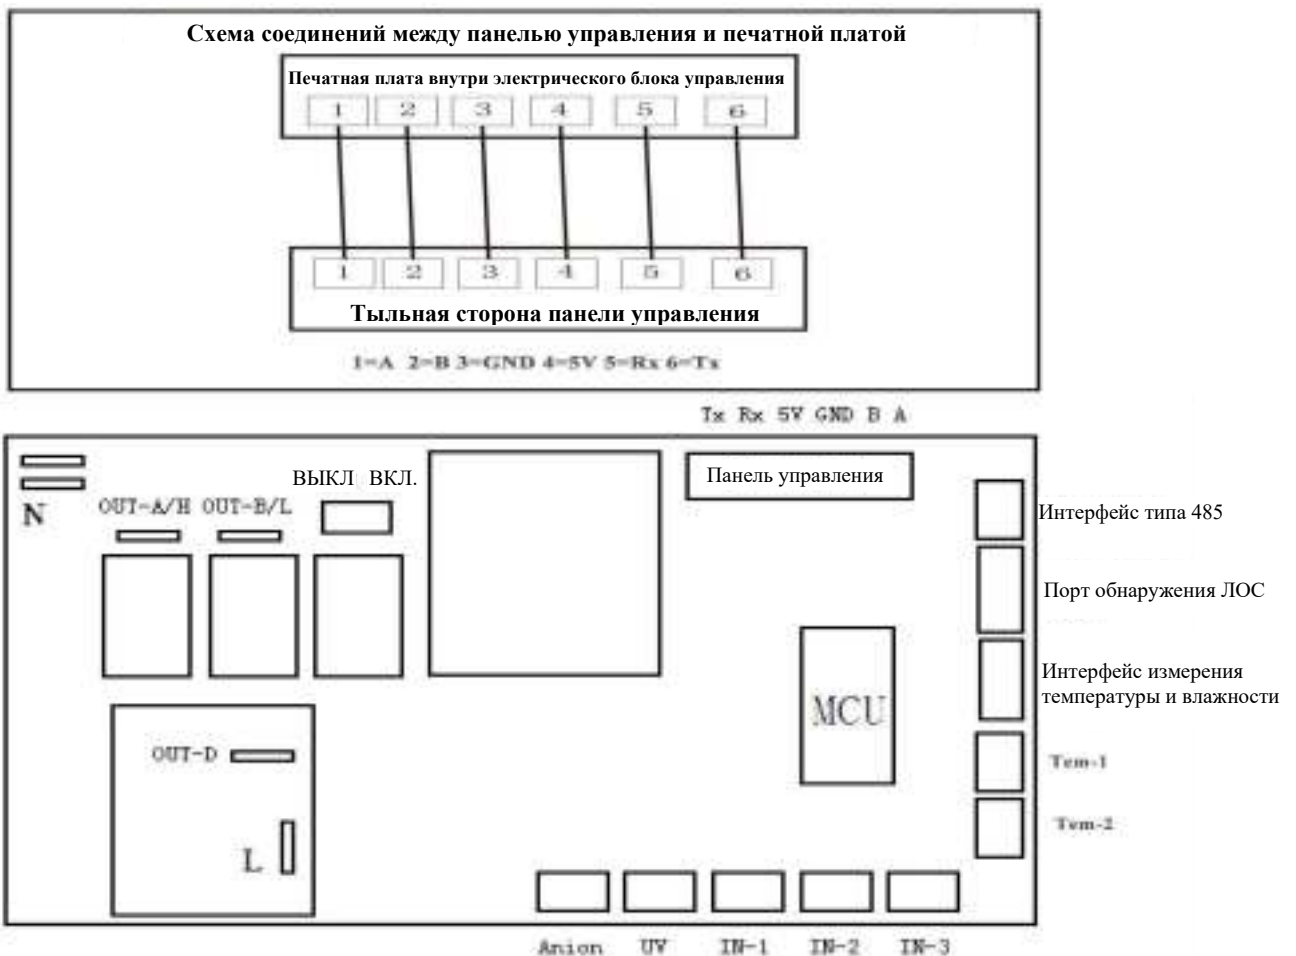 Схема соединений между панелью управления и печатной платой
Печатная плата внутри электрического блока управления
1 2 3 4 5 6
1 2 3 4 5 6
Тыльная сторона панели управления
1=A 2=B 3=GND 4=5V 5=Rx 6=Tx
Tx Rx 5V GND B A
ВЫКЛ ВКЛ.
Панель управления
N
OUT-A/H OUT-B/L
Интерфейс типа 485
Порт обнаружения ЛОС
Интерфейс измерения
температуры и влажности
MCU
OUT-D
Tem-1
Tem-2
L
Anion UV IN-1 IN-2 IN-3